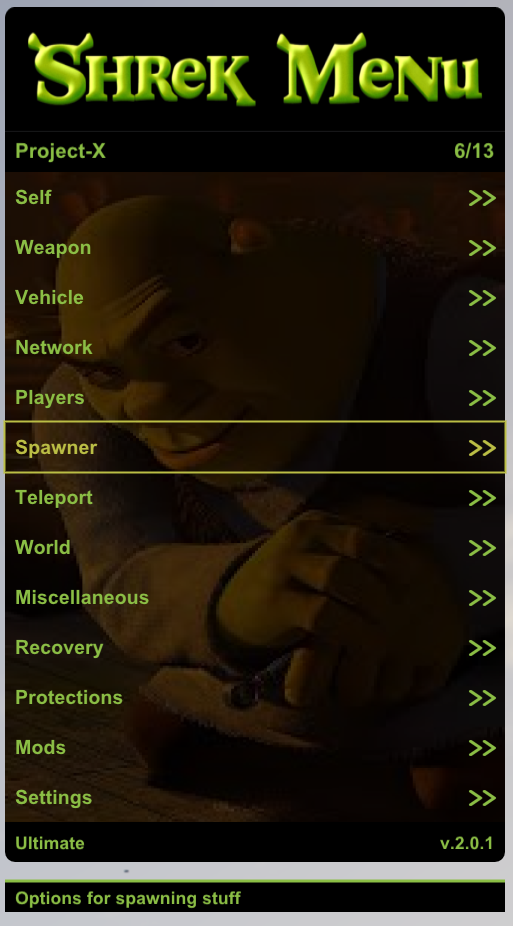 SHREK MENU
Project-X 6/13
Self >>
Weapon >>
Vehicle >>
Network >>
Players >>
Spawner >>
Teleport >>
World >>
Miscellaneous >>
Recovery >>
Protections >>
Mods >>
Settings >>
Ultimate v.2.0.1
Options for spawning stuff